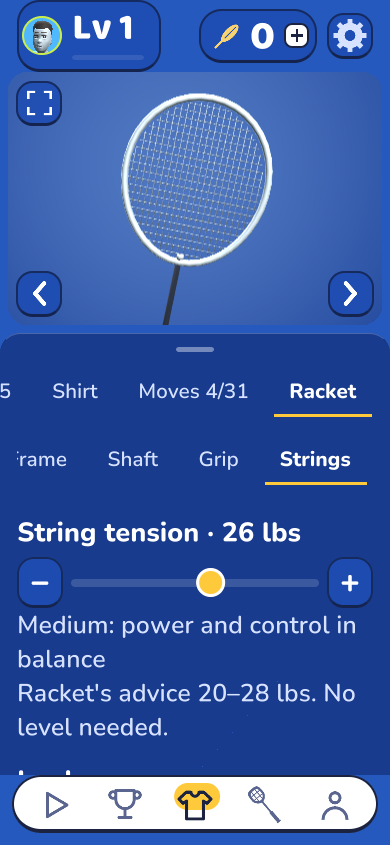 Lv 1
0
5 Shirt Moves 4/31 Racket
Frame Shaft Grip Strings
String tension · 26 lbs
Medium: power and control in
balance
Racket's advice 20–28 lbs. No
level needed.